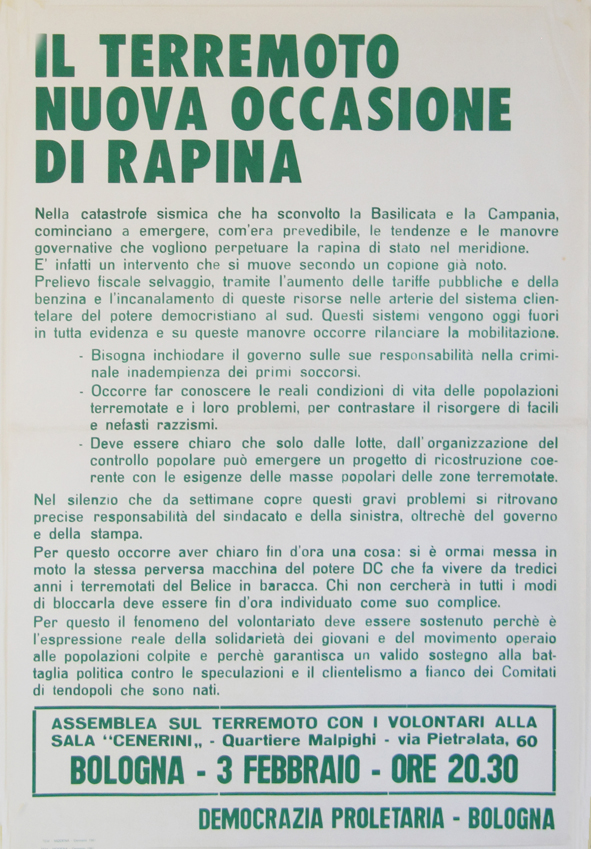 IL TERREMOTO
NUOVA OCCASIONE
DI RAPINA
Nella catastrofe sismica che ha sconvolto la Basilicata e la Campania,
cominciano a emergere, com'era prevedibile, le tendenze e le manovre
governative che vogliono perpetuare la rapina di stato nel meridione.
E' infatti un intervento che si muove secondo un copione già noto.
Prelievo fiscale selvaggio, tramite l'aumento delle tariffe pubbliche e della
benzina e l'incanalamento di queste risorse nelle arterie del sistema clien-
telare del potere democristiano al sud. Questi sistemi vengono oggi fuori
in tutta evidenza e su queste manovre occorre rilanciare la mobilitazione.
- Bisogna inchiodare il governo sulle sue responsabilità nella crimi-
nale inadempienza dei primi soccorsi.
- Occorre far conoscere le reali condizioni di vita delle popolazioni
terremotate e i loro problemi, per contrastare il risorgere di facili
e nefasti razzismi.
- Deve essere chiaro che solo dalle lotte, dall'organizzazione del
controllo popolare può emergere un progetto di ricostruzione coe-
rente con le esigenze delle masse popolari delle zone terremotate.
Nel silenzio che da settimane copre questi gravi problemi si ritrovano
precise responsabilità del sindacato e della sinistra, oltrechè del governo
e della stampa.
Per questo occorre aver chiaro fin d'ora una cosa: si è ormai messa in
moto la stessa perversa macchina del potere DC che fa vivere da tredici
anni i terremotati del Belice in baracca. Chi non cercherà in tutti i modi
di bloccarla deve essere fin d'ora individuato come suo complice.
Per questo il fenomeno del volontariato deve essere sostenuto perchè è
l'espressione reale della solidarietà dei giovani e del movimento operaio
alle popolazioni colpite e perchè garantisca un valido sostegno alla bat-
taglia politica contro le speculazioni e il clientelismo a fianco dei Comitati
di tendopoli che sono nati.
ASSEMBLEA SUL TERREMOTO CON I VOLONTARI ALLA
SALA “CENERINI„ - Quartiere Malpighi - via Pietralata, 60
BOLOGNA - 3 FEBBRAIO - ORE 20.30
DEMOCRAZIA PROLETARIA - BOLOGNA